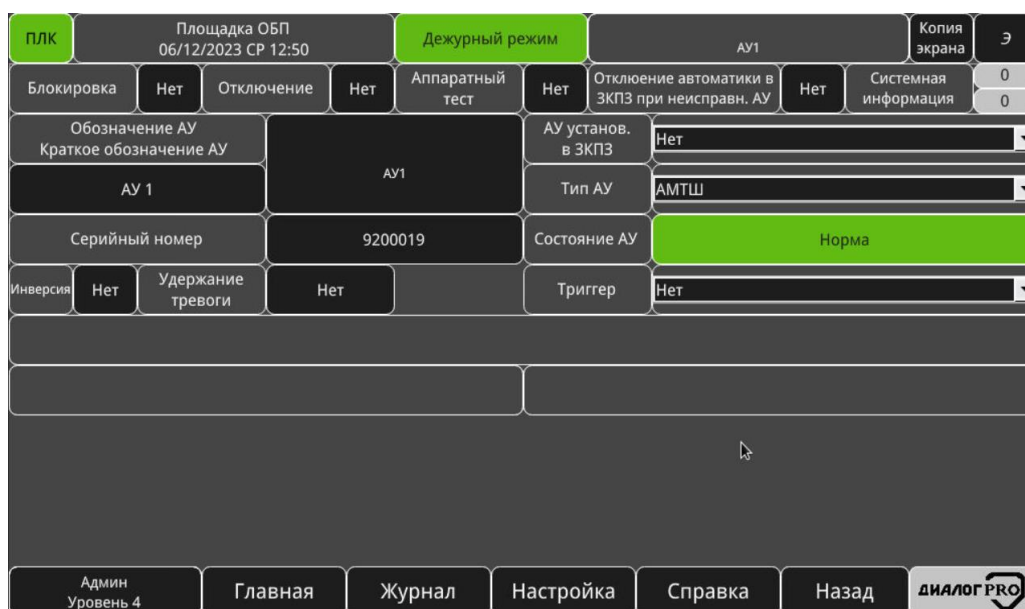 ПЛК
Площадка ОБП
06/12/2023 СР 12:50
Дежурный режим
АУ1
Копия
экрана
Э
Блокировка
Нет
Отключение
Нет
Аппаратный
тест
Нет
Отклюение автоматики в
ЗКПЗ при неисправн. АУ
Нет
Системная
информация
0
0
Обозначение АУ
Краткое обозначение АУ
АУ1
АУ установ.
в ЗКПЗ
Нет
АУ 1
Тип АУ
АМТШ
Серийный номер
9200019
Состояние АУ
Норма
Инверсия
Нет
Удержание
тревоги
Нет
Триггер
Нет
Админ
Уровень 4
Главная
Журнал
Настройка
Справка
Назад
ДИАЛОГ PRO